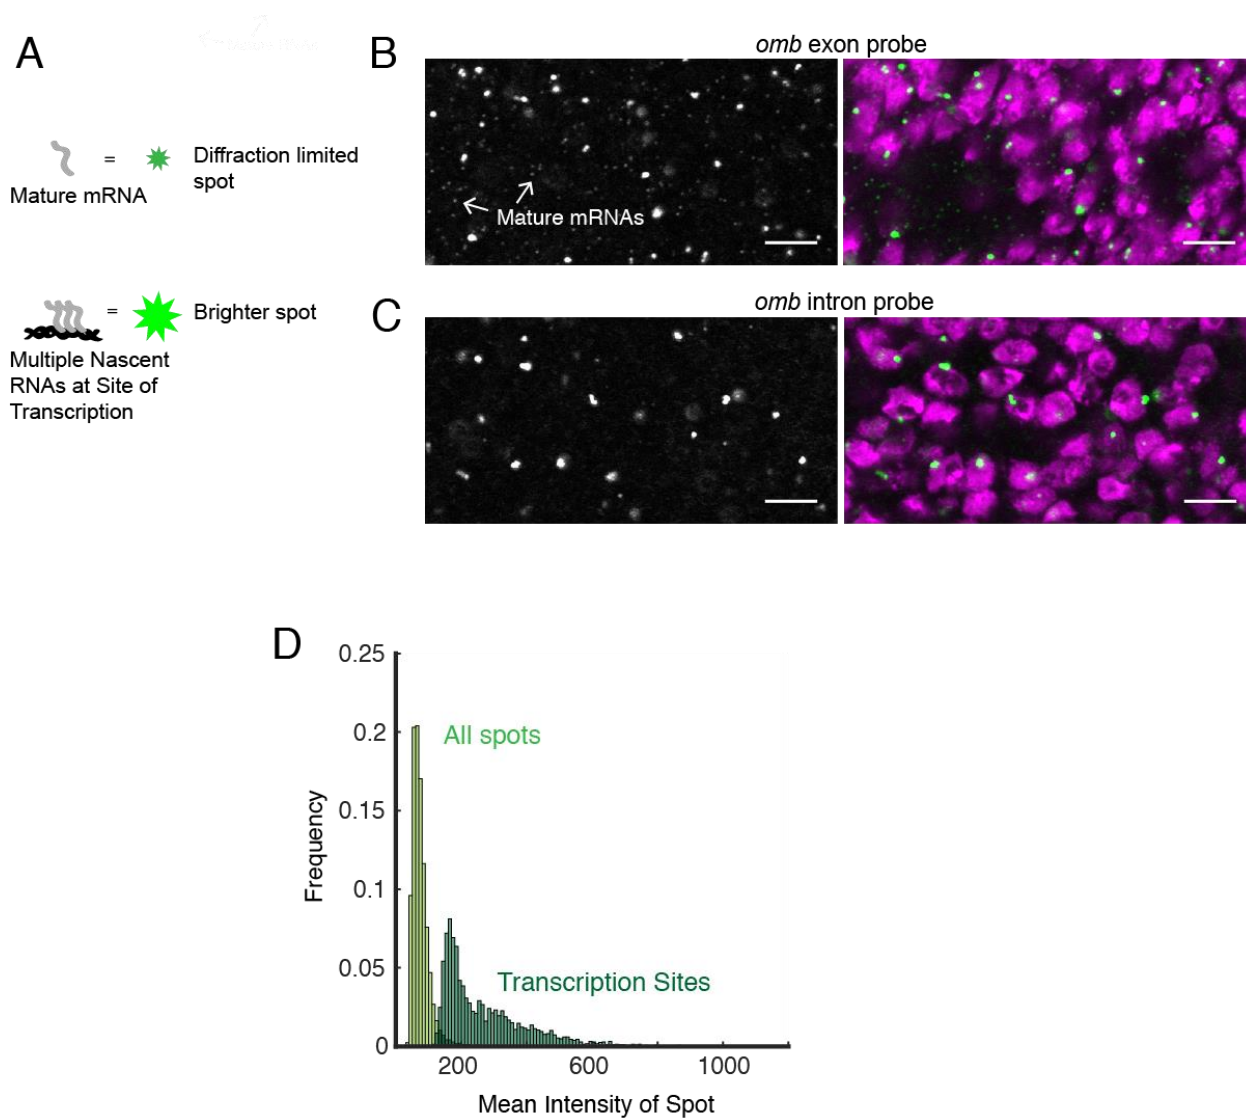 A
Mature mRNA
=
Diffraction limited
spot
=
Brighter spot
Multiple Nascent
RNAs at Site of
Transcription
B
omb exon probe
Mature mRNAs
C
omb intron probe
D
0.25
0.2
0.15
0.1
0.05
0
Frequency
All spots
Transcription Sites
200 600 1000
Mean Intensity of Spot